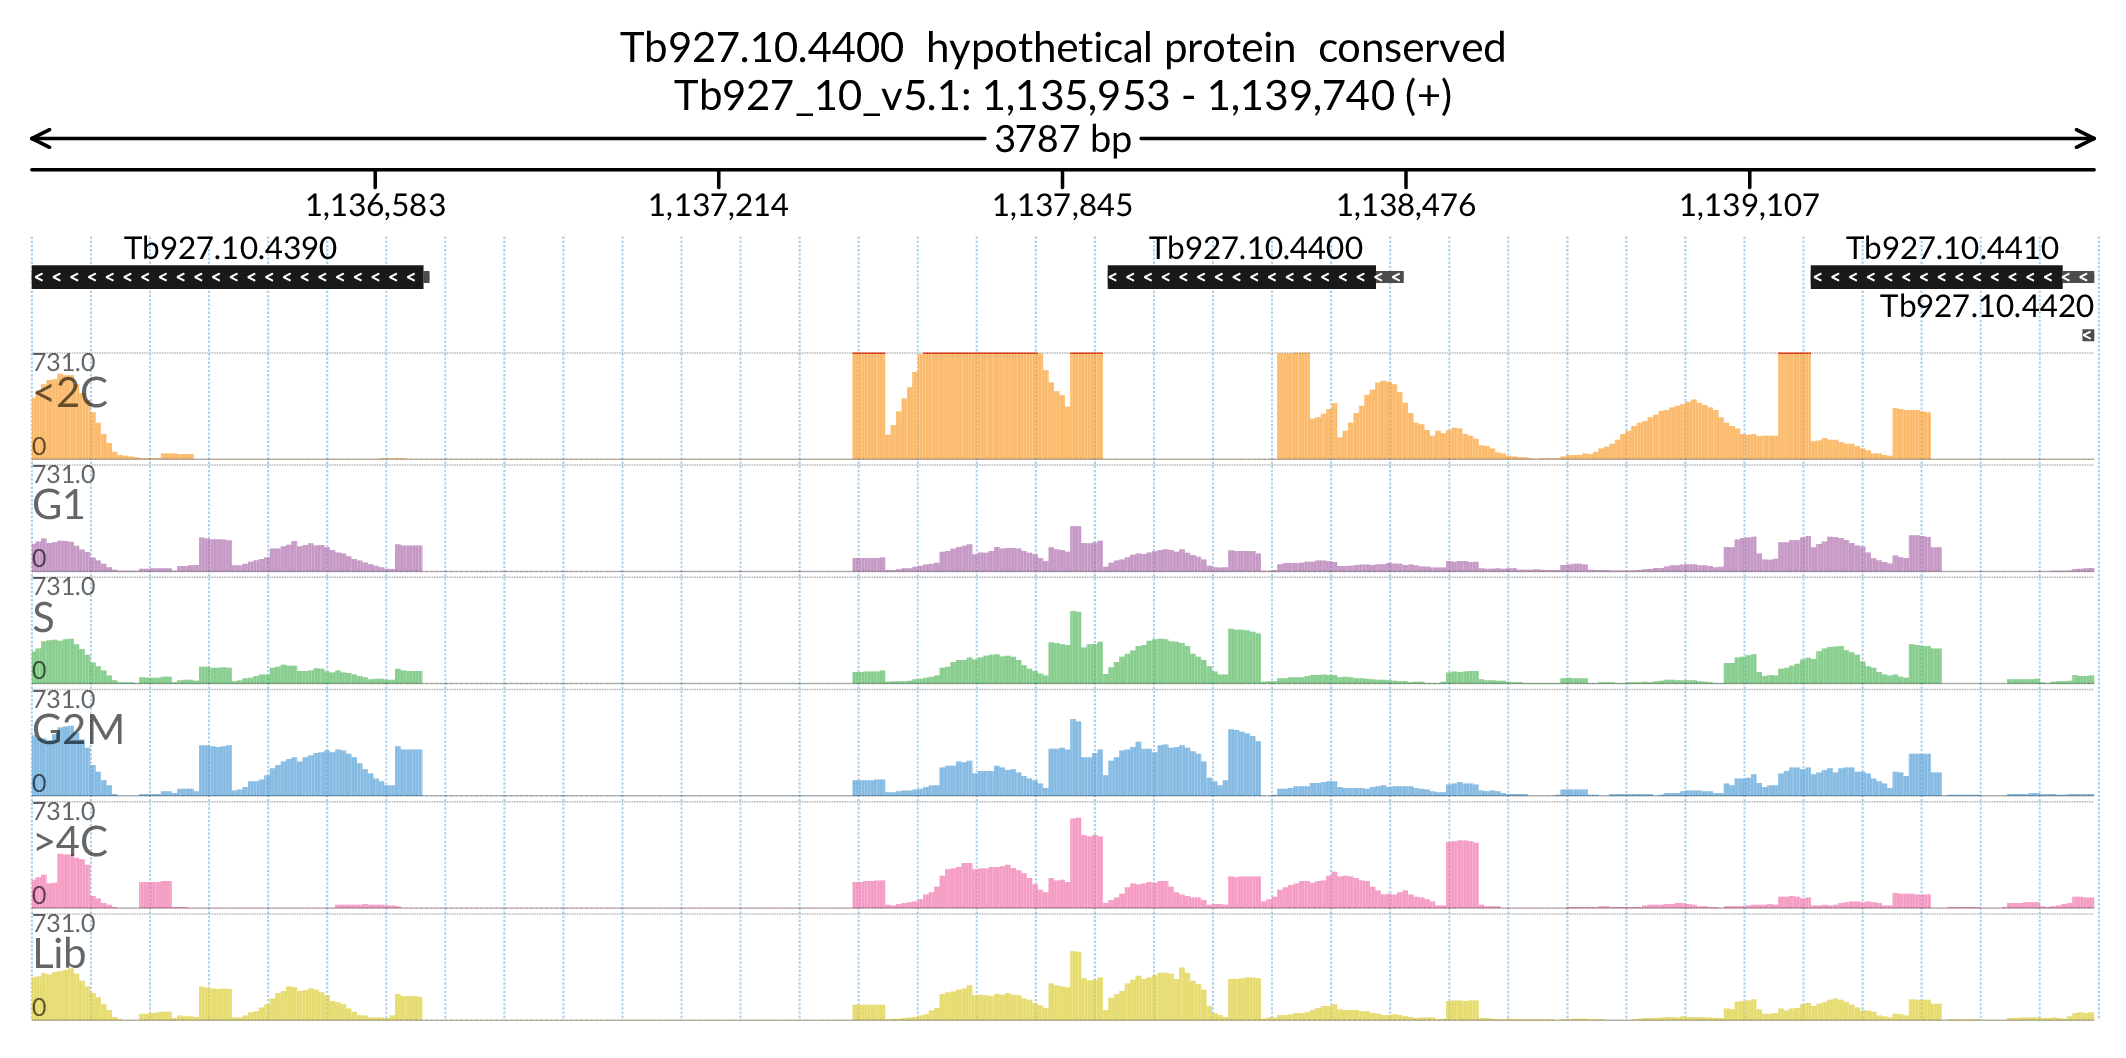 Tb927.10.4400  hypothetical protein  conserved
Tb927_10_v5.1: 1,135,953 - 1,139,740 (+)
3787 bp
1,136,583 1,137,214 1,137,845 1,138,476 1,139,107
Tb927.10.4390 Tb927.10.4400 Tb927.10.4410
Tb927.10.4420
731.0
<2C
0
731.0
G1
0
731.0
S
0
731.0
G2M
0
731.0
>4C
0
731.0
Lib
0